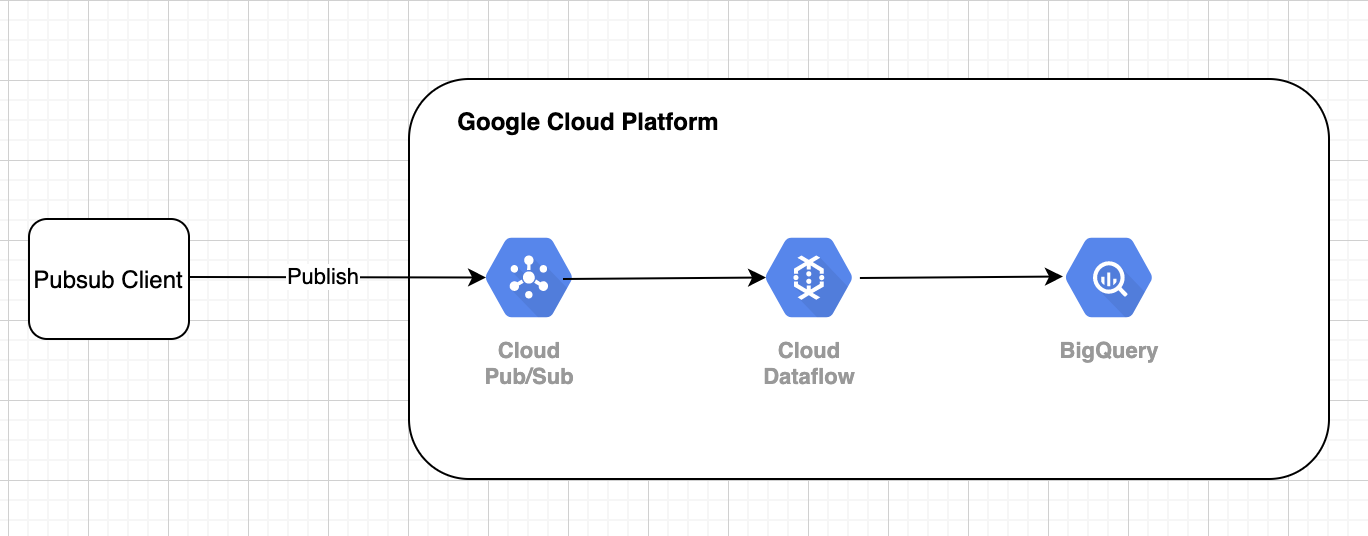 Google Cloud Platform
Pubsub Client
Publish
Cloud
Pub/Sub
Cloud
Dataflow
BigQuery